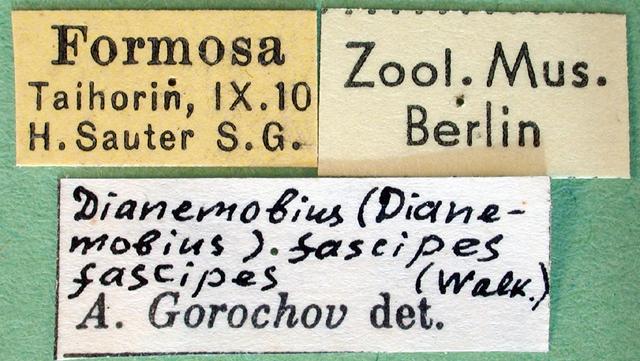 Formosa
Taihorin, IX.10
H. Sauter S.G.
Zool. Mus.
Berlin
Dianemobius (Diane-
mobius). fascipes
fascipes (Walk.)
A. Gorochov det.